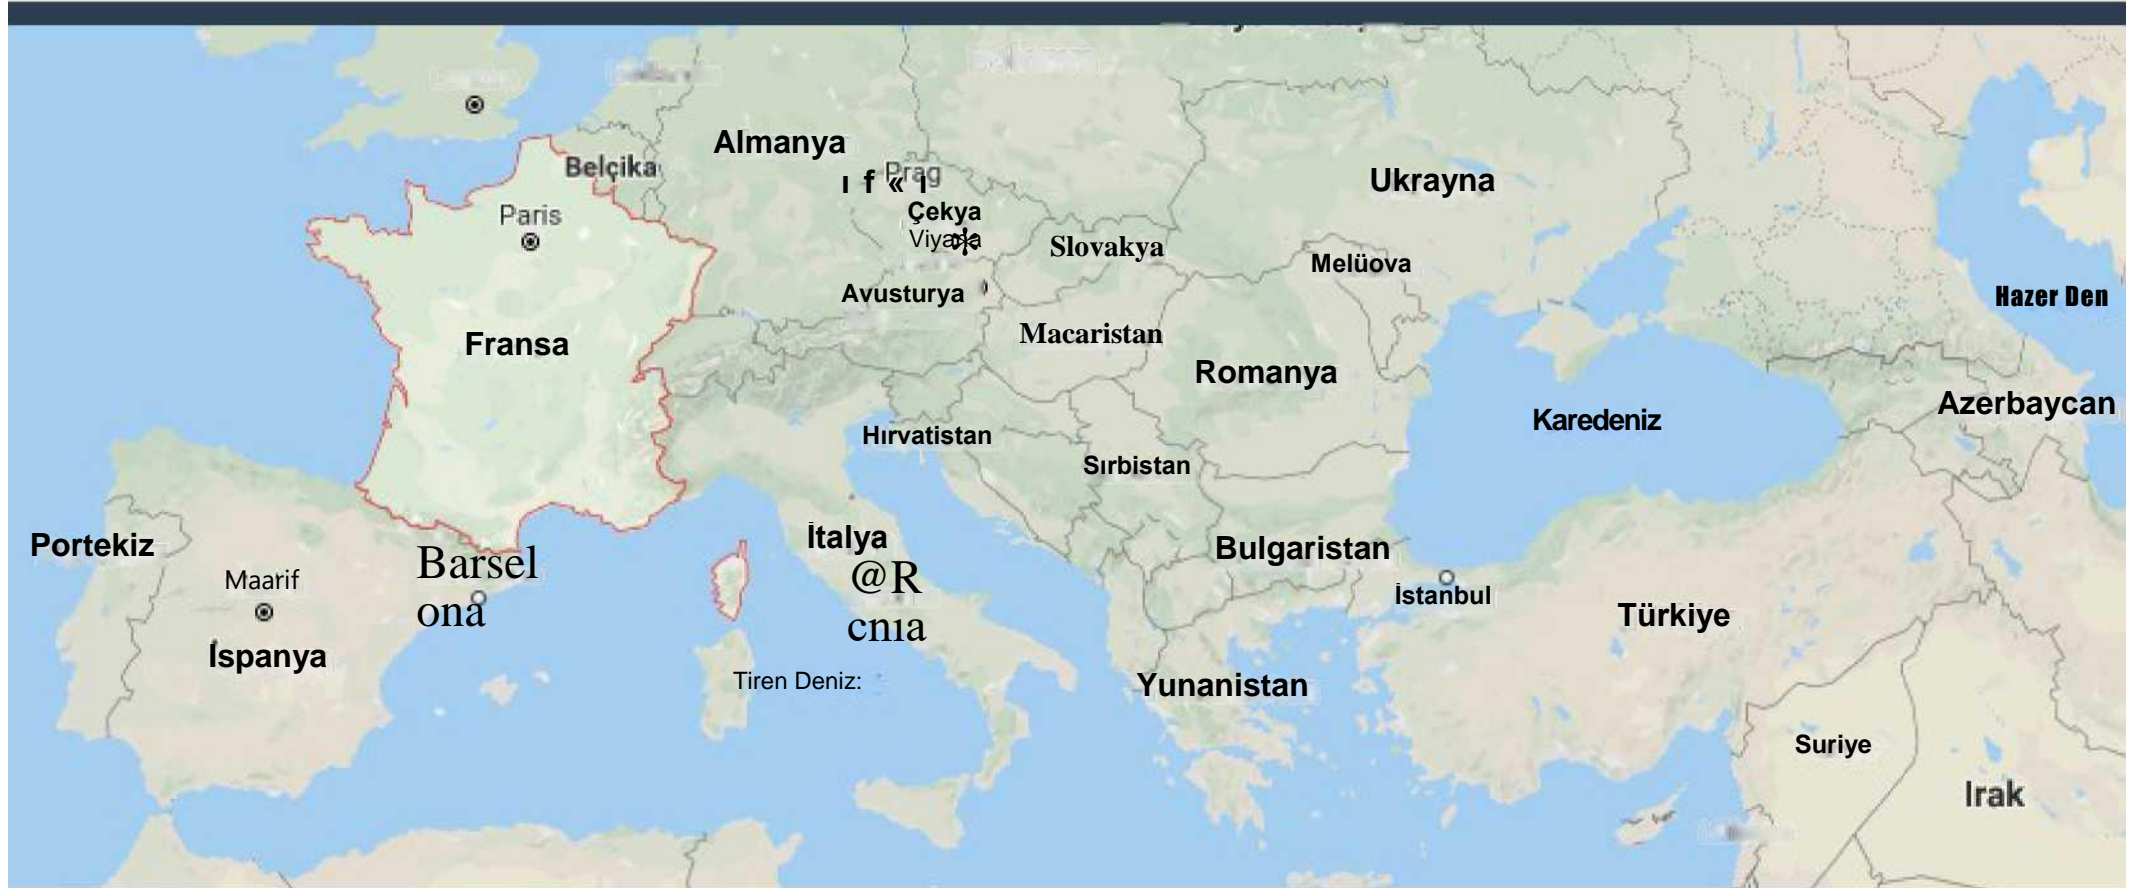 Almanya
Belçika
Prag
ı f « ı
Ukrayna
Paris
Çekya
Viyana
Slovakya
Melüova
Avusturya
Hazer Den
Fransa
Macaristan
Romanya
Azerbaycan
Karedeniz
Hırvatistan
Sırbistan
Portekiz
İtalya
Bulgaristan
Barsel
ona
Maarif
@R
cnıa
İstanbul
Türkiye
İspanya
Tiren Deniz:
Yunanistan
Suriye
Irak